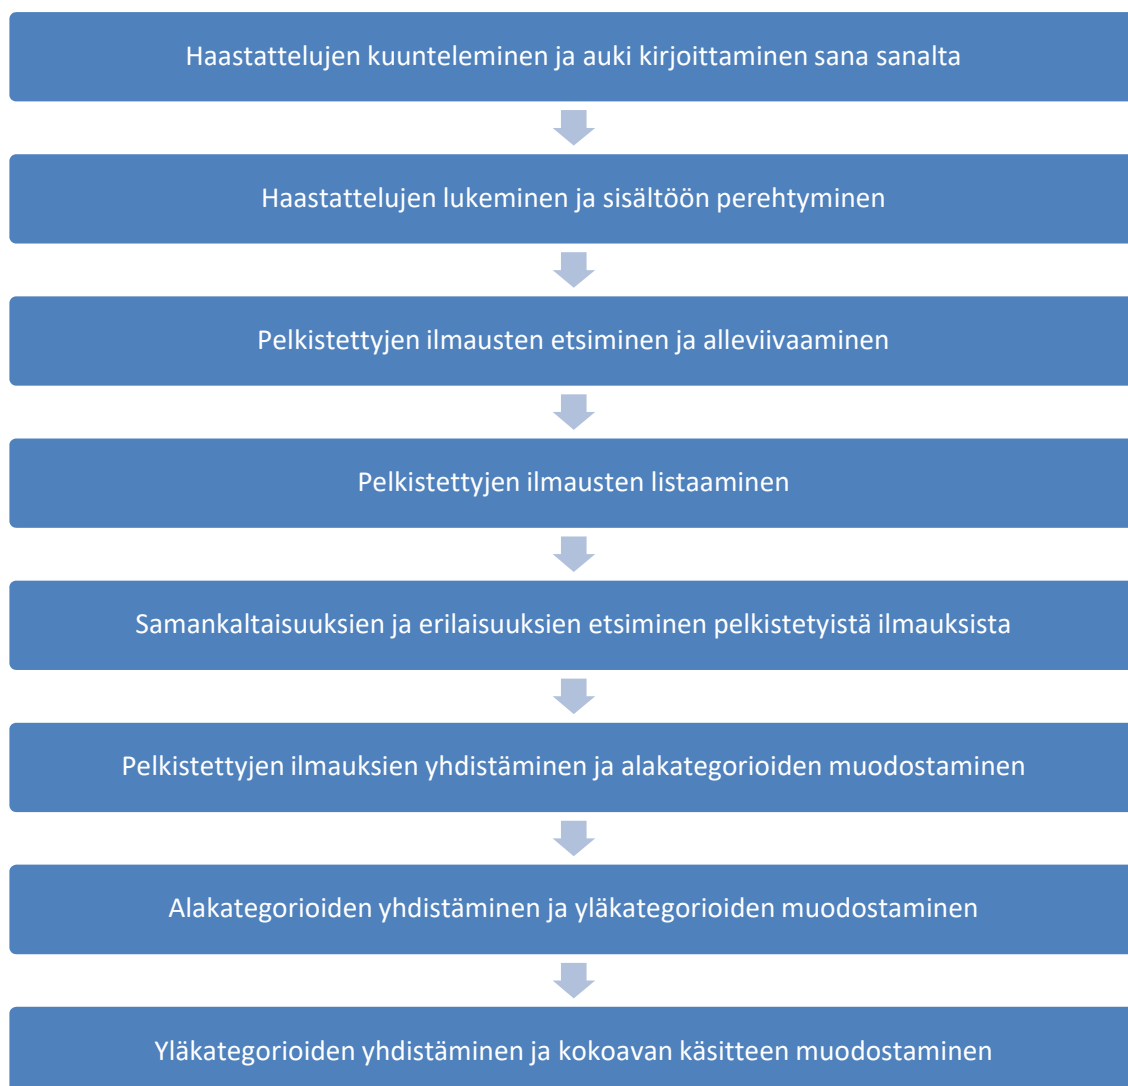 Haastattelujen kuunteleminen ja auki kirjoittaminen sana sanalta
Haastattelujen lukeminen ja sisältöön perehtyminen
Pelkistettyjen ilmausten etsiminen ja alleviivaaminen
Pelkistettyjen ilmausten listaaminen
Samankaltaisuuksien ja erilaisuuksien etsiminen pelkistetyistä ilmauksista
Pelkistettyjen ilmauksien yhdistäminen ja alakategorioiden muodostaminen
Alakategorioiden yhdistäminen ja yläkategorioiden muodostaminen
Yläkategorioiden yhdistäminen ja kokoavan käsitteen muodostaminen